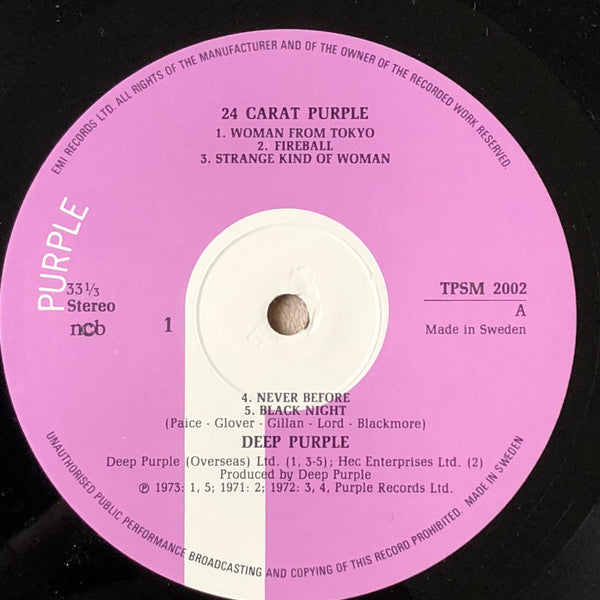 EMI RECORDS LTD. ALL RIGHTS OF THE MANUFACTURER AND OF THE OWNER OF THE RECORDED WORK RESERVED.
24 CARAT PURPLE
1. WOMAN FROM TOKYO
2. FIREBALL
3. STRANGE KIND OF WOMAN
PURPLE
33⅓
Stereo
ncb
1
TPSM 2002
A
Made in Sweden
4. NEVER BEFORE
5. BLACK NIGHT
(Paice - Glover - Gillan - Lord - Blackmore)
DEEP PURPLE
Deep Purple (Overseas) Ltd. (1, 3-5); Hec Enterprises Ltd. (2)
Produced by Deep Purple
℗ 1973: 1, 5; 1971: 2; 1972: 3, 4, Purple Records Ltd.
UNAUTHORISED PUBLIC PERFORMANCE BROADCASTING AND COPYING OF THIS RECORD PROHIBITED. MADE IN SWEDEN